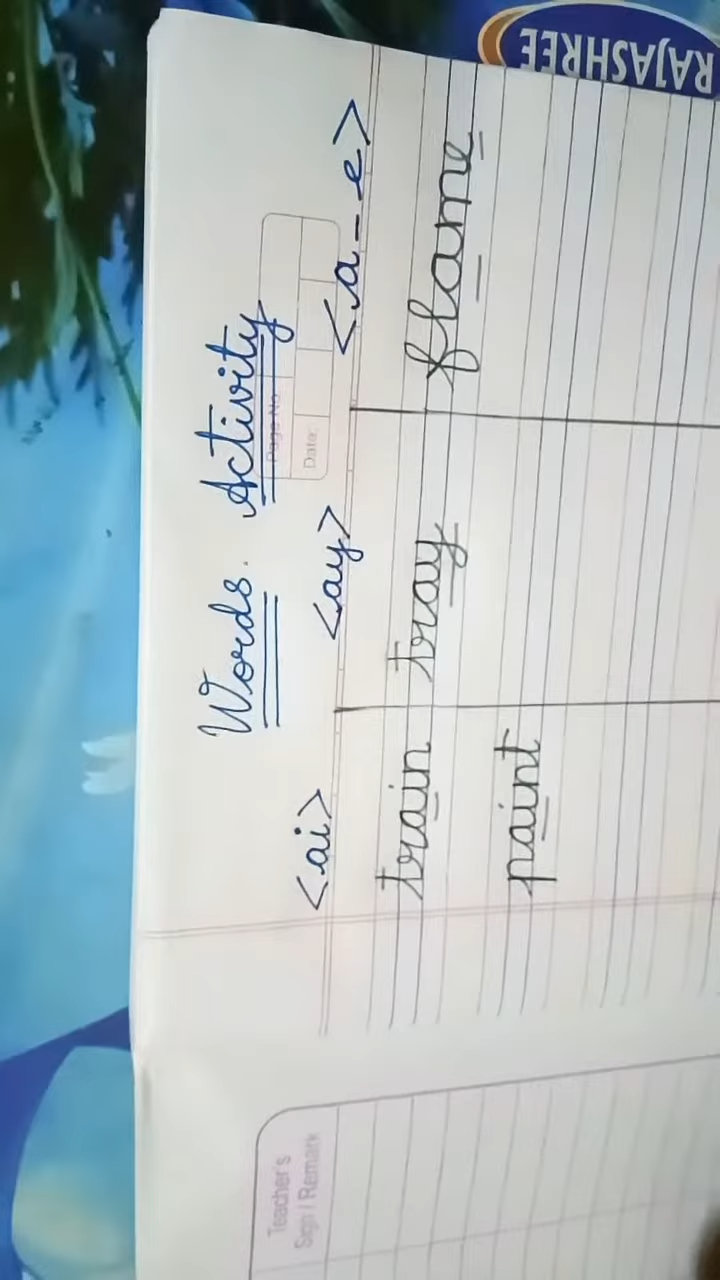 RAJASHREE
Words. Activity
Page No.
Date:
<ai> <ay> <a_e>
train tray flame
paint
Teacher's
Sign / Remark